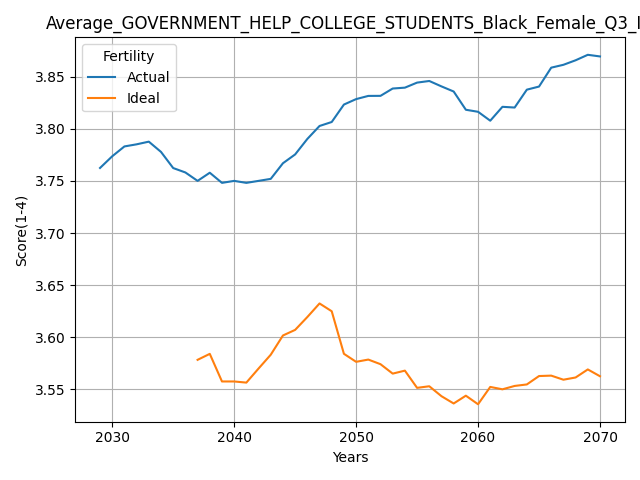 Average_GOVERNMENT_HELP_COLLEGE_STUDENTS_Black_Female_Q3_I
Fertility
Actual
Ideal
Score(1-4)
3.85
3.80
3.75
3.70
3.65
3.60
3.55
2030 2040 2050 2060 2070
Years